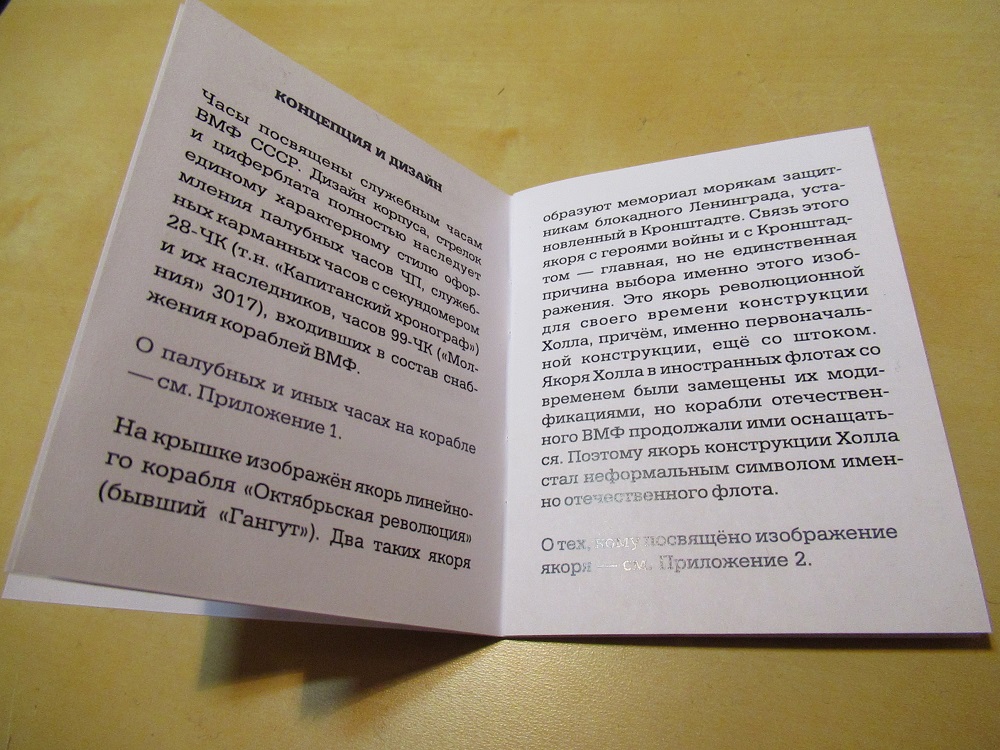 КОНЦЕПЦИЯ И ДИЗАЙН
Часы посвящены служебным часам
ВМФ СССР. Дизайн корпуса, стрелок
и циферблата полностью наследует
единому характерному стилю офор-
мления палубных часов ЧП, служеб-
ных карманных часов с секундомером
28-ЧК (т.н. «Капитанский хронограф»)
и их наследников, часов 99-ЧК («Мол-
ния» 3017), входивших в состав снаб-
жения кораблей ВМФ.
О палубных и иных часах на корабле
— см. Приложение 1.
На крышке изображён якорь линейно-
го корабля «Октябрьская революция»
(бывший «Гангут»). Два таких якоря
образуют мемориал морякам защит-
никам блокадного Ленинграда, уста-
новленный в Кронштадте. Связь этого
якоря с героями войны и с Кронштад-
том — главная, но не единственная
причина выбора именно этого изоб-
ражения. Это якорь революционной
для своего времени конструкции
Холла, причём, именно первоначаль-
ной конструкции, ещё со штоком.
Якоря Холла в иностранных флотах со
временем были замещены их моди-
фикациями, но корабли отечествен-
ного ВМФ продолжали ими оснащать-
ся. Поэтому якорь конструкции Холла
стал неформальным символом имен-
но отечественного флота.
О тех, кому посвящёно изображение
якоря — см. Приложение 2.